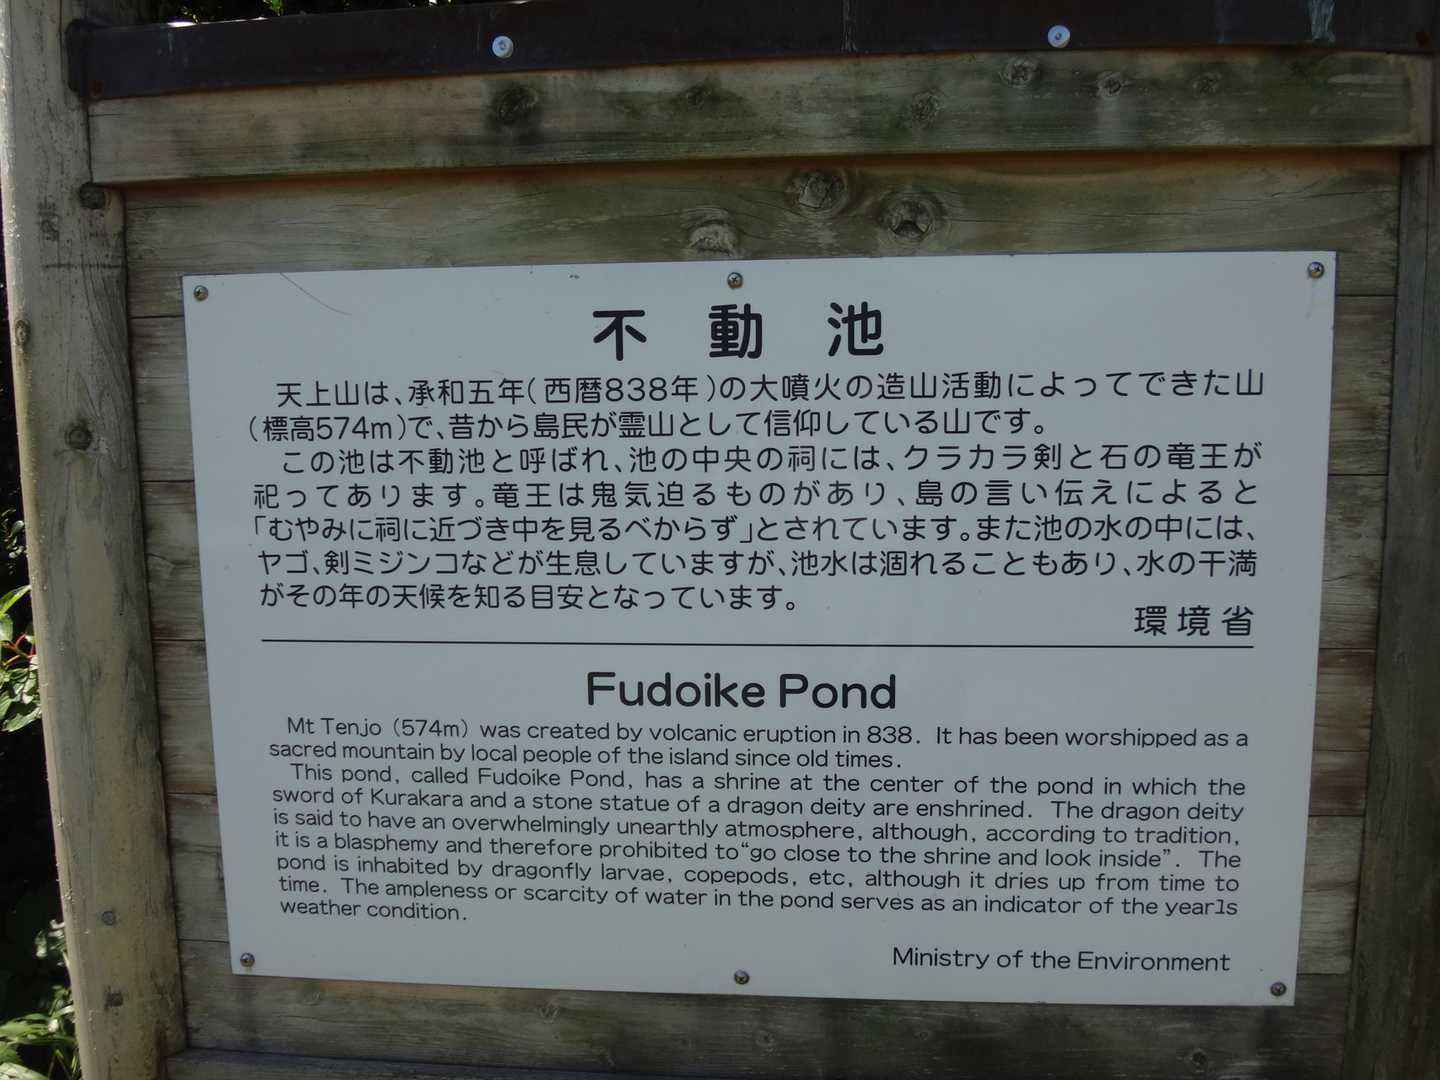 不動池
天上山は、承和五年(西暦838年)の大噴火の造山活動によってできた山
(標高574m)で、昔から島民が霊山として信仰している山です。
この池は不動池と呼ばれ、池の中央の祠には、クラカラ剣と石の竜王が
祀ってあります。竜王は鬼気迫るものがあり、島の言い伝えによると
「むやみに祠に近づき中を見るべからず」とされています。また池の水の中には、
ヤゴ、剣ミジンコなどが生息していますが、池水は涸れることもあり、水の干満
がその年の天候を知る目安となっています。
環境省
Fudoike Pond
Mt Tenjo (574m) was created by volcanic eruption in 838. It has been worshipped as a
sacred mountain by local people of the island since old times.
This pond, called Fudoike Pond, has a shrine at the center of the pond in which the
sword of Kurakara and a stone statue of a dragon deity are enshrined. The dragon deity
is said to have an overwhelmingly unearthly atmosphere, although, according to tradition,
it is a blasphemy and therefore prohibited to“go close to the shrine and look inside”. The
pond is inhabited by dragonfly larvae, copepods, etc, although it dries up from time to
time. The ampleness or scarcity of water in the pond serves as an indicator of the year1s
weather condition.
Ministry of the Environment